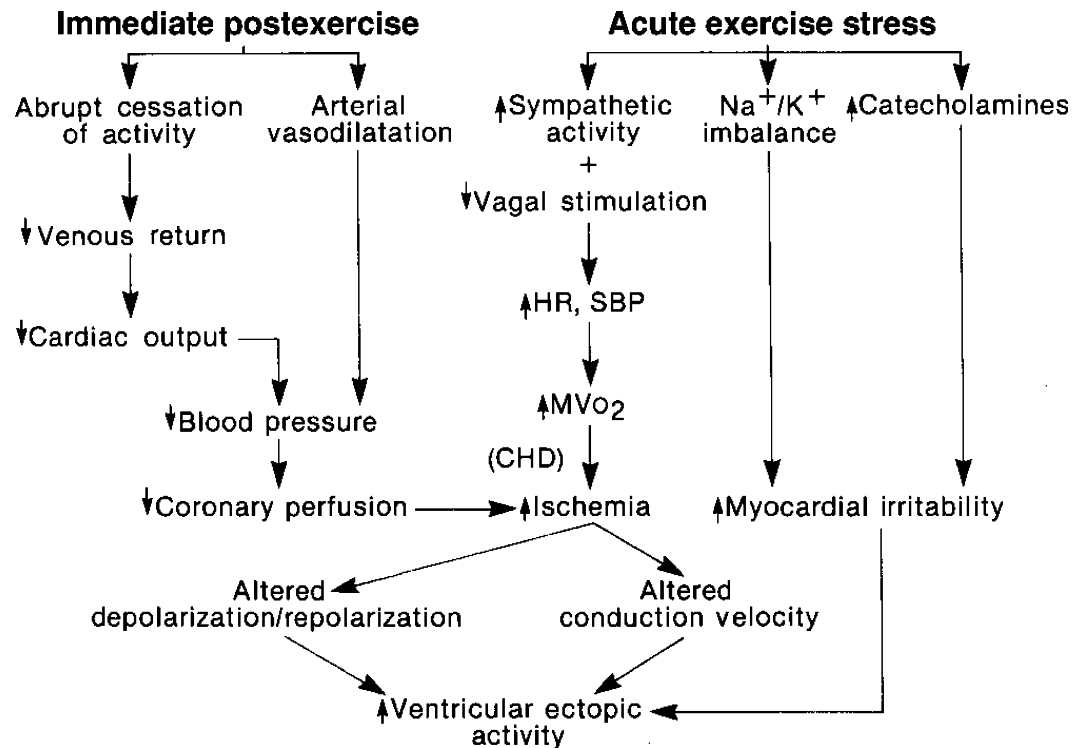 Immediate postexercise
Acute exercise stress
Abrupt cessation
of activity
Arterial
vasodilatation
↑Sympathetic
activity
+
↓Vagal stimulation
Na⁺/K⁺
imbalance
↑Catecholamines
↓Venous return
↑HR, SBP
↓Cardiac output
↑MVO₂
↓Blood pressure
(CHD)
↓Coronary perfusion
↑Ischemia
↑Myocardial irritability
Altered
depolarization/repolarization
Altered
conduction velocity
↑Ventricular ectopic
activity